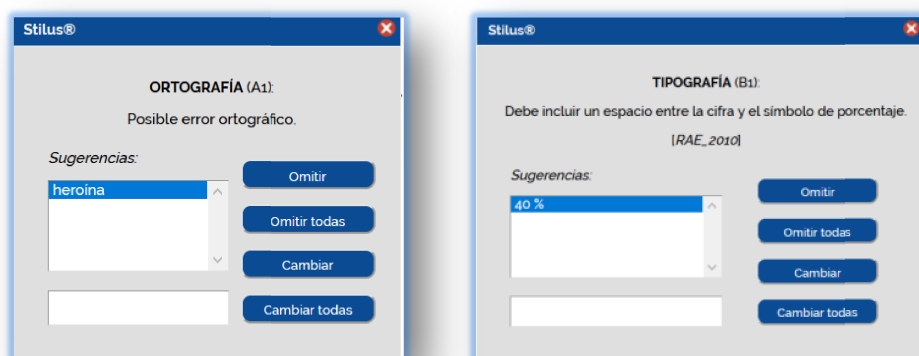 Stilus®
ORTOGRAFÍA (A1):
Posible error ortográfico.
Sugerencias:
heroína
Omitir
Omitir todas
Cambiar
Cambiar todas
Stilus®
TIPOGRAFÍA (B1):
Debe incluir un espacio entre la cifra y el símbolo de porcentaje.
[RAE_2010]
Sugerencias:
40 %
Omitir
Omitir todas
Cambiar
Cambiar todas